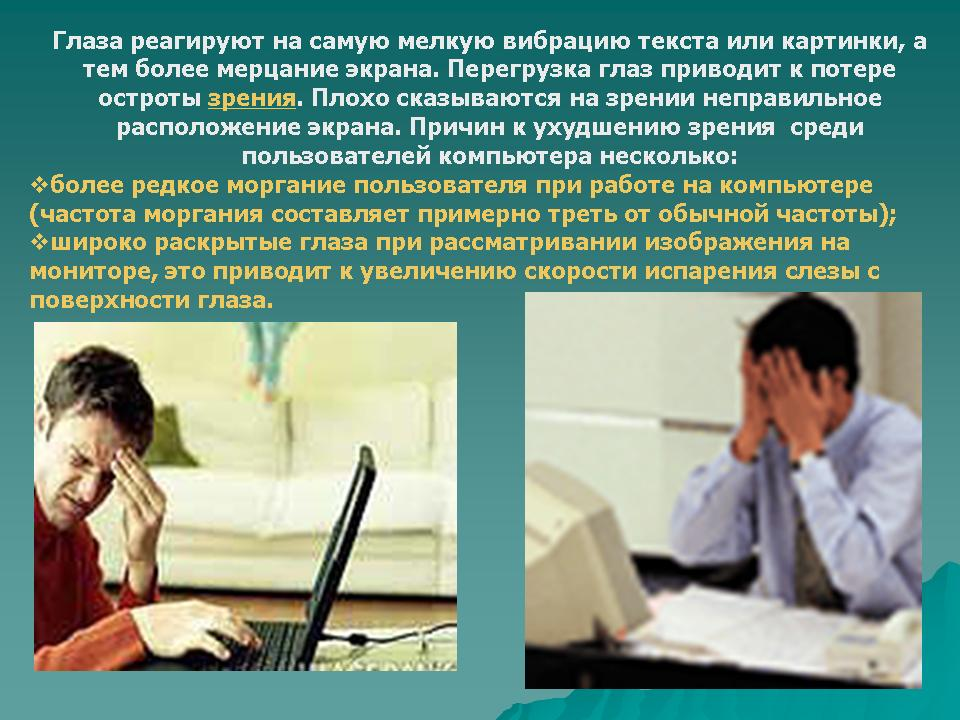 Глаза реагируют на самую мелкую вибрацию текста или картинки, а
тем более мерцание экрана. Перегрузка глаз приводит к потере
остроты зрения. Плохо сказываются на зрении неправильное
расположение экрана. Причин к ухудшению зрения  среди
пользователей компьютера несколько:
❖более редкое моргание пользователя при работе на компьютере
(частота моргания составляет примерно треть от обычной частоты);
❖широко раскрытые глаза при рассматривании изображения на
мониторе, это приводит к увеличению скорости испарения слезы с
поверхности глаза.